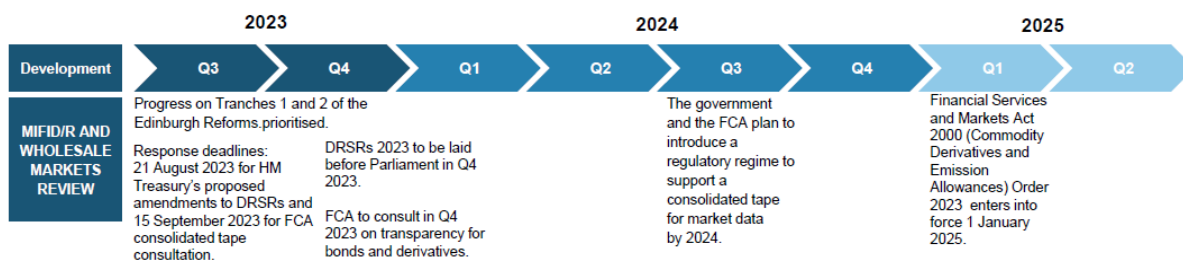 2023
2024
2025
Development
Q3
Q4
Q1
Q2
Q3
Q4
Q1
Q2
MIFID/R AND
WHOLESALE
MARKETS
REVIEW
Progress on Tranches 1 and 2 of the
Edinburgh Reforms.prioritised.
Response deadlines:
21 August 2023 for HM
Treasury's proposed
amendments to DRSRs and
15 September 2023 for FCA
consolidated tape
consultation.
DRSRs 2023 to be laid
before Parliament in Q4
2023.
FCA to consult in Q4
2023 on transparency for
bonds and derivatives.
The government
and the FCA plan to
introduce a
regulatory regime to
support a
consolidated tape
for market data
by 2024.
Financial Services
and Markets Act
2000 (Commodity
Derivatives and
Emission
Allowances) Order
2023 enters into
force 1 January
2025.